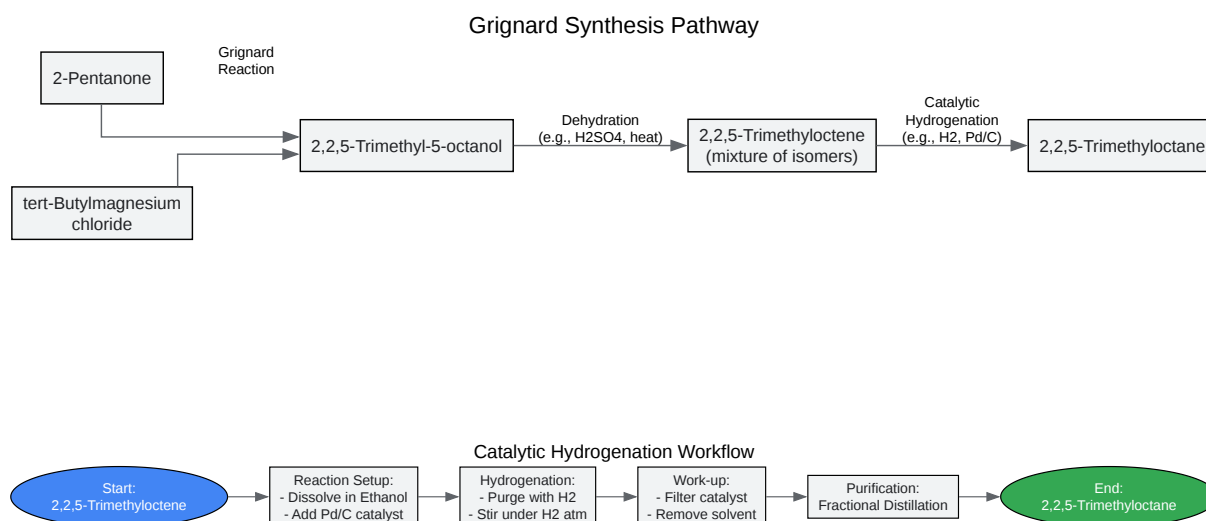 Grignard Synthesis Pathway
2-Pentanone
Grignard
Reaction
tert-Butylmagnesium
chloride
2,2,5-Trimethyl-5-octanol
Dehydration
(e.g., H2SO4, heat)
2,2,5-Trimethyloctene
(mixture of isomers)
Catalytic
Hydrogenation
(e.g., H2, Pd/C)
2,2,5-Trimethyloctane
Catalytic Hydrogenation Workflow
Start:
2,2,5-Trimethyloctene
Reaction Setup:
- Dissolve in Ethanol
- Add Pd/C catalyst
Hydrogenation:
- Purge with H2
- Stir under H2 atm
Work-up:
- Filter catalyst
- Remove solvent
Purification:
Fractional Distillation
End:
2,2,5-Trimethyloctane